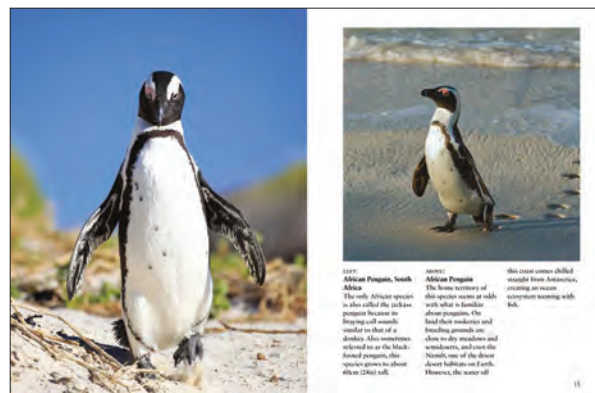 LEFT:
African Penguin, South
Africa
The only African species
is also called the jackass
penguin because its
braying call sounds
similar to that of a
donkey. Also sometimes
referred to as the black-
footed penguin, this
species grows to about
60cm (24in) tall.
ABOVE:
African Penguin
The home territory of
this species seems at odds
with what is familiar
about penguins. On
land their rookeries and
breeding grounds are
close to dry meadows and
semideserts, and even the
Namib, one of the driest
desert habitats on Earth.
However, the water off
this coast comes chilled
straight from Antarctica,
creating an ocean
ecosystem teeming with
fish.